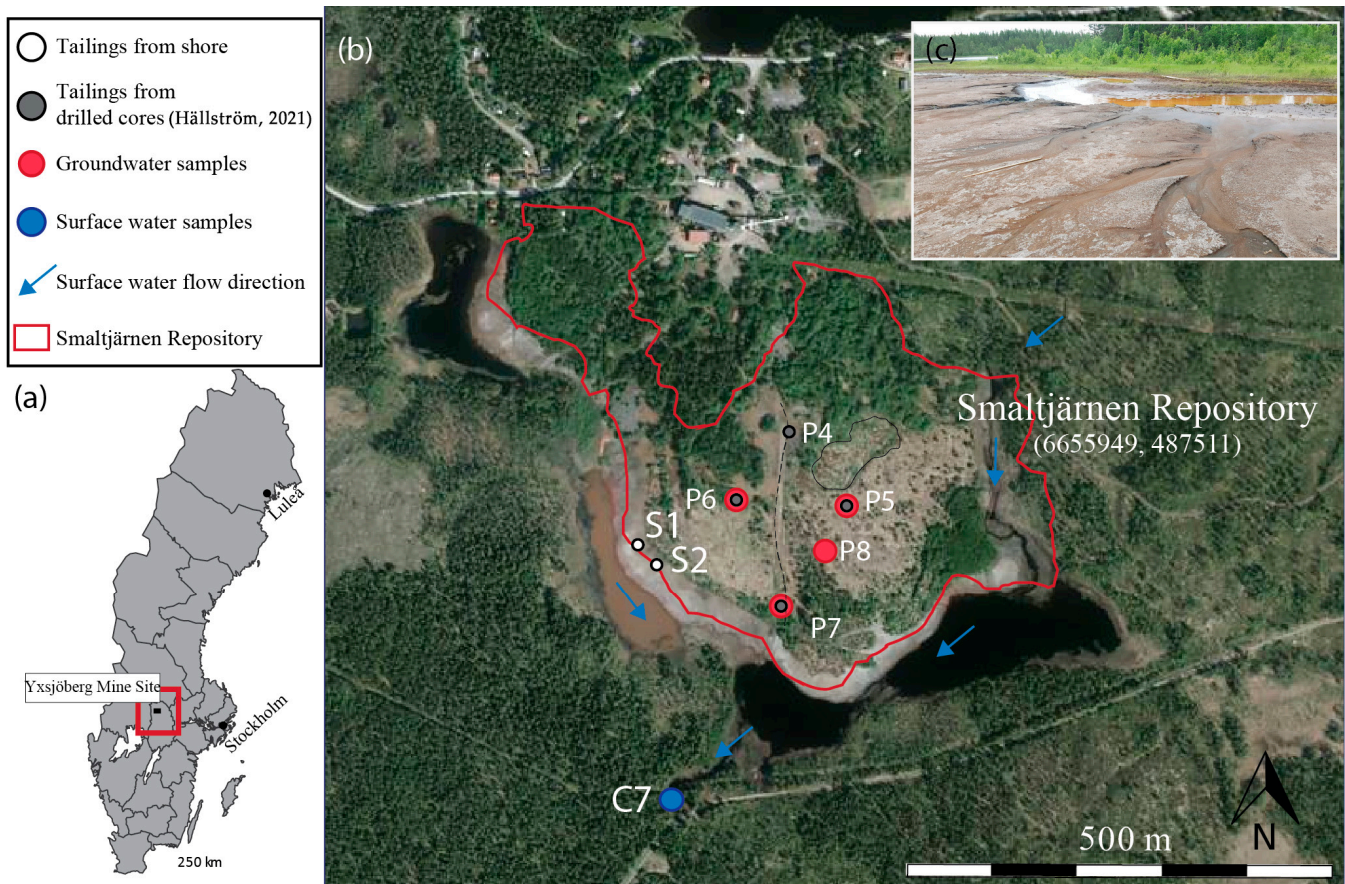 Tailings from shore
Tailings from
drilled cores (Hällström, 2021)
Groundwater samples
Surface water samples
Surface water flow direction
Smaltjärnen Repository
(a)
Luleå
Yxsjöberg Mine Site
Stockholm
250 km
(b)
(c)
Smaltjärnen Repository
(6655949, 487511)
P4
P6
P5
S1
P8
S2
P7
C7
500 m
N